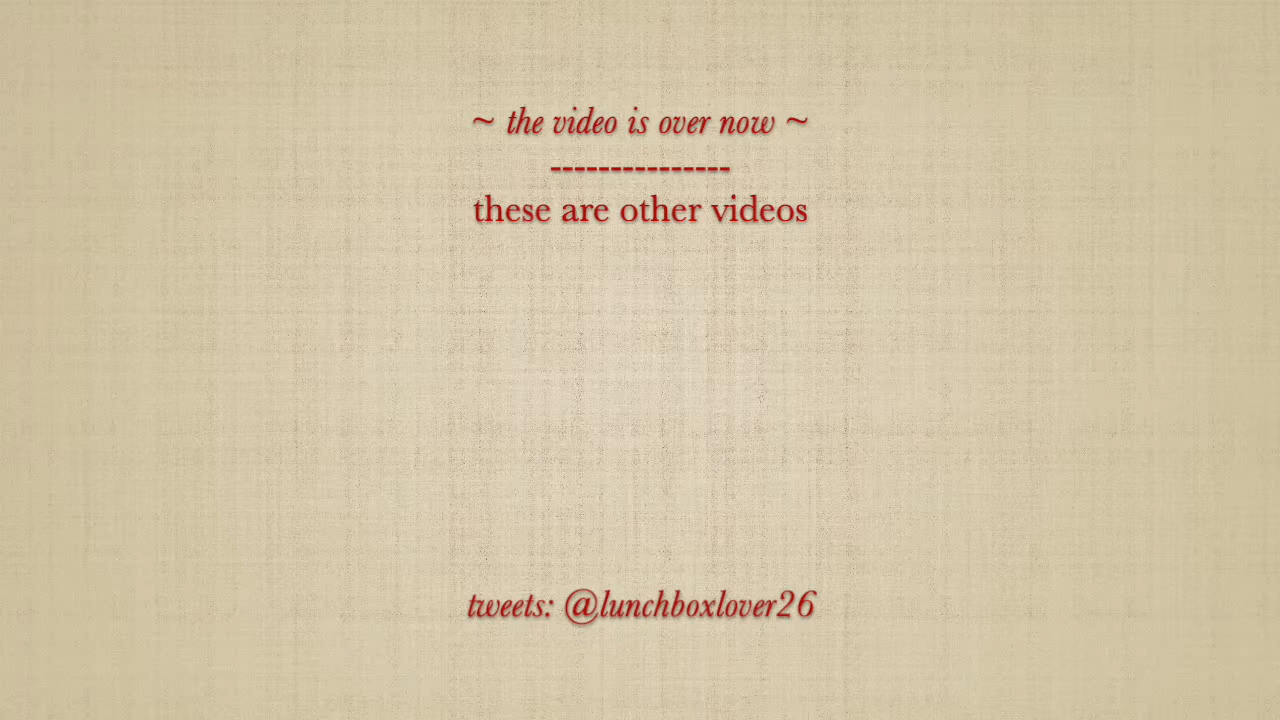 ~ the video is over now ~
---------------
these are other videos
tweets: @lunchboxlover26